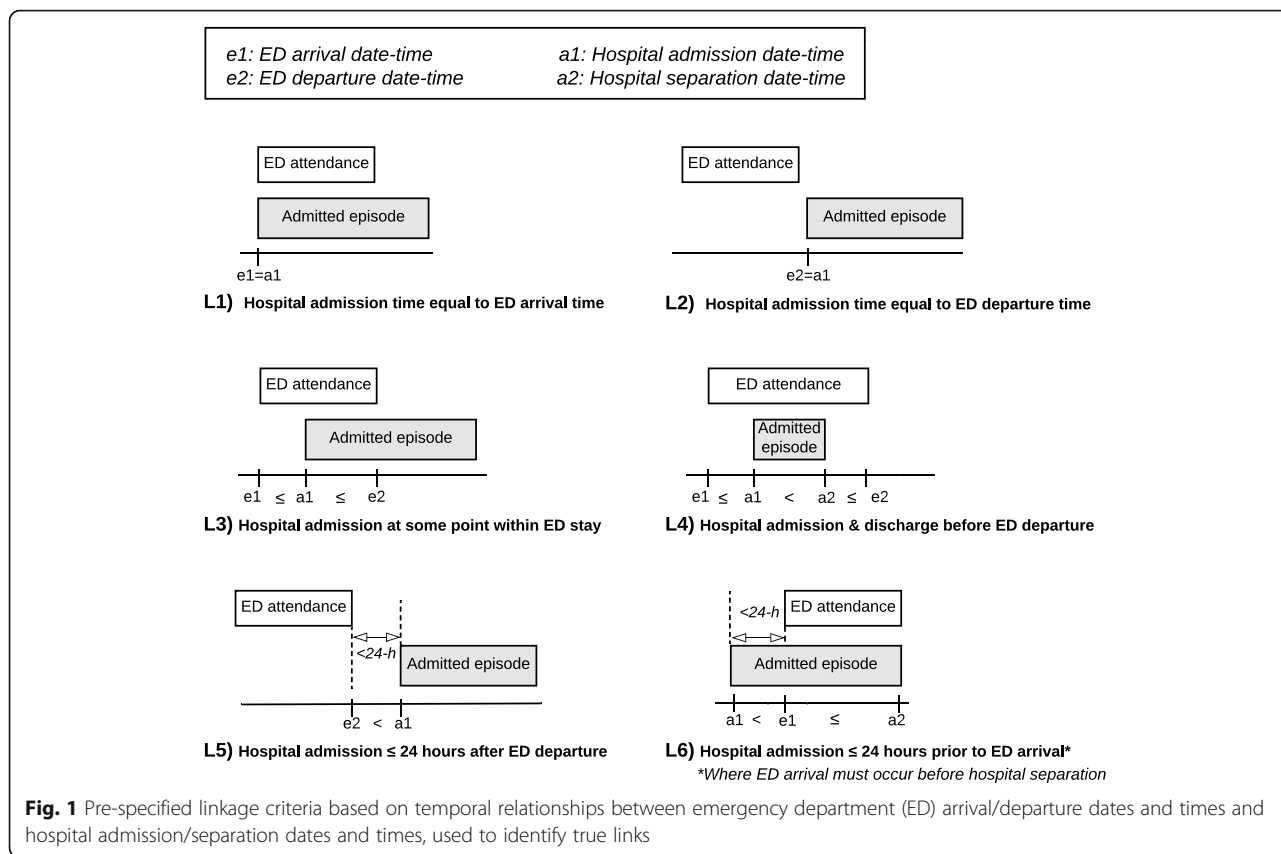 e1: ED arrival date-time a1: Hospital admission date-time
e2: ED departure date-time a2: Hospital separation date-time
ED attendance
Admitted episode
e1=a1
L1) Hospital admission time equal to ED arrival time
ED attendance
Admitted episode
e2=a1
L2) Hospital admission time equal to ED departure time
ED attendance
Admitted episode
e1 ≤ a1 ≤ e2
L3) Hospital admission at some point within ED stay
ED attendance
Admitted
episode
e1 ≤ a1 < a2 ≤ e2
L4) Hospital admission & discharge before ED departure
ED attendance
<24-h
Admitted episode
e2 < a1
L5) Hospital admission ≤ 24 hours after ED departure
<24-h
ED attendance
Admitted episode
a1 < e1 ≤ a2
L6) Hospital admission ≤ 24 hours prior to ED arrival*
*Where ED arrival must occur before hospital separation
Fig. 1 Pre-specified linkage criteria based on temporal relationships between emergency department (ED) arrival/departure dates and times and
hospital admission/separation dates and times, used to identify true links